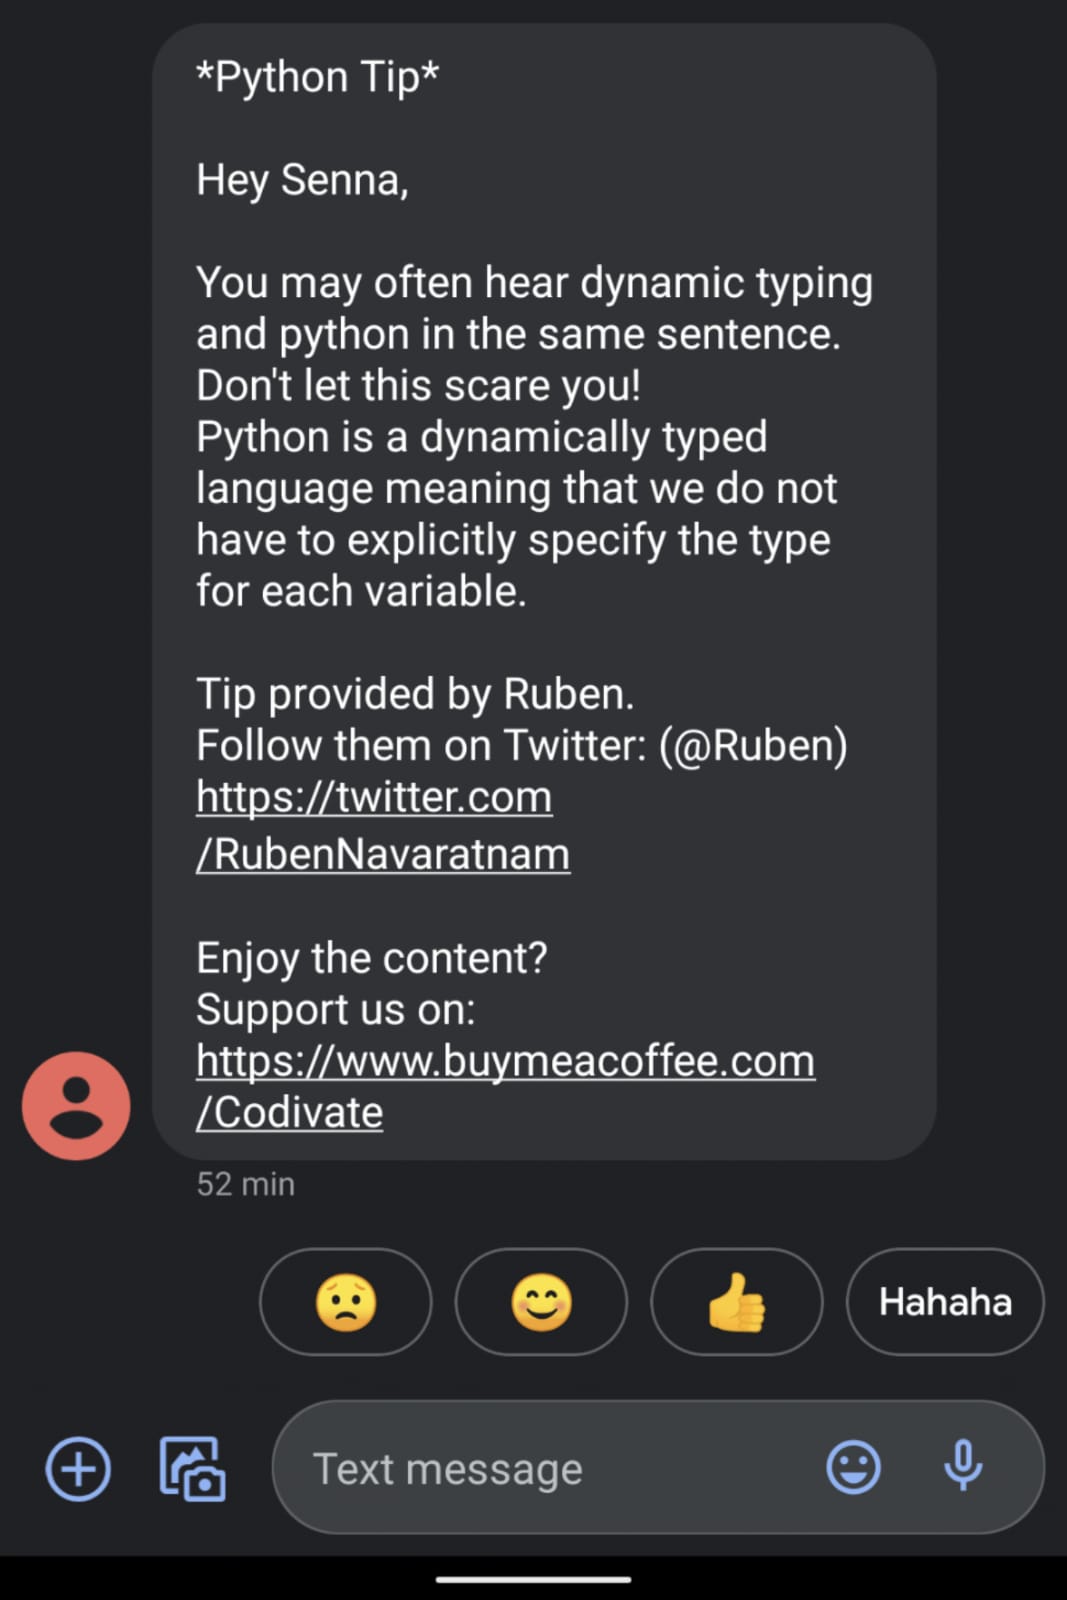 *Python Tip*
Hey Senna,
You may often hear dynamic typing
and python in the same sentence.
Don't let this scare you!
Python is a dynamically typed
language meaning that we do not
have to explicitly specify the type
for each variable.
Tip provided by Ruben.
Follow them on Twitter: (@Ruben)
https://twitter.com
/RubenNavaratnam
Enjoy the content?
Support us on:
https://www.buymeacoffee.com
/Codivate
52 min
Hahaha
Text message